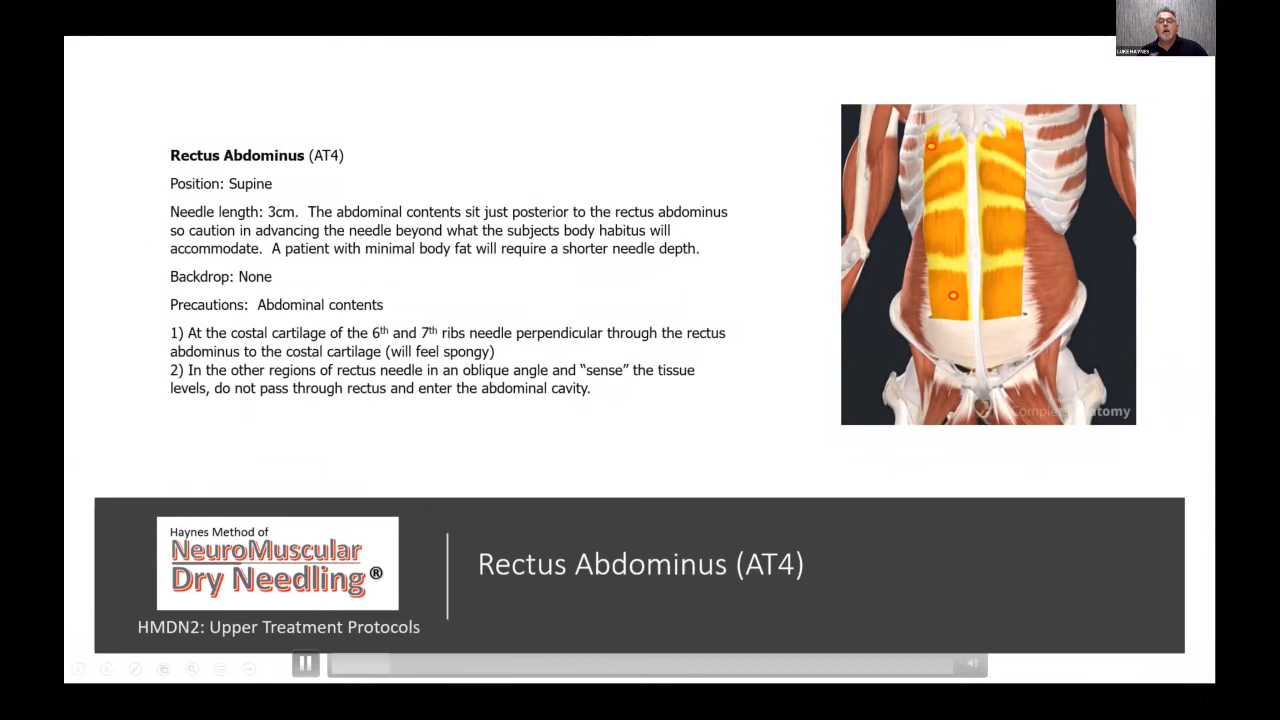 LUKE HAYNES
Rectus Abdominus (AT4)
Position: Supine
Needle length: 3cm. The abdominal contents sit just posterior to the rectus abdominus
so caution in advancing the needle beyond what the subjects body habitus will
accommodate. A patient with minimal body fat will require a shorter needle depth.
Backdrop: None
Precautions: Abdominal contents
1) At the costal cartilage of the 6th and 7th ribs needle perpendicular through the rectus
abdominus to the costal cartilage (will feel spongy)
2) In the other regions of rectus needle in an oblique angle and “sense” the tissue
levels, do not pass through rectus and enter the abdominal cavity.
Complete Anatomy
Haynes Method of
NeuroMuscular
Dry Needling®
HMDN2: Upper Treatment Protocols
Rectus Abdominus (AT4)